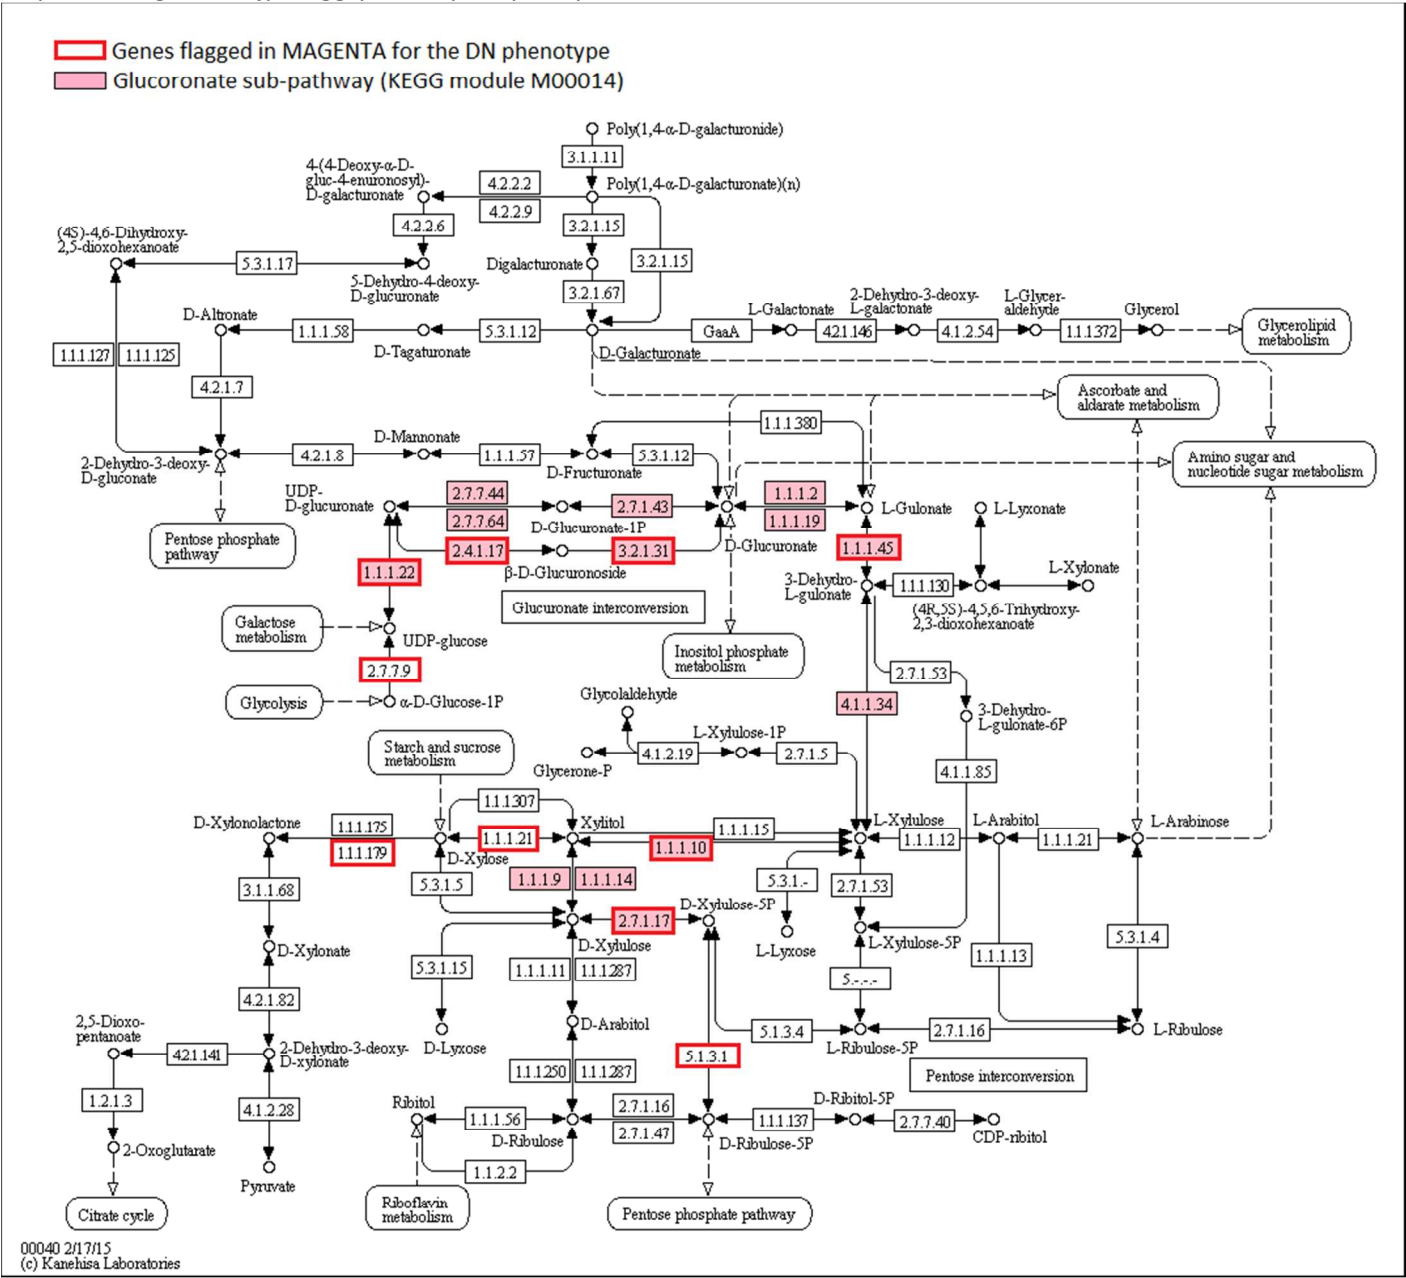 Genes flagged in MAGENTA for the DN phenotype
Glucoronate sub-pathway (KEGG module M00014)
Poly(1,4-α-D-galacturonide)
3.1.1.11
4-(4-Deoxy-α-D-
gluc-4-enuronosyl)-
D-galacturonate
4.2.2.2
4.2.2.9
Poly(1,4-α-D-galacturonate)(n)
4.2.2.6
3.2.1.15
3.2.1.15
(4S)-4,6-Dihydroxy-
2,5-dioxohexanoate
5.3.1.17
5-Dehydro-4-deoxy-
D-glucuronate
Digalacturonate
3.2.1.67
D-Altronate
1.1.1.58
D-Tagaturonate
5.3.1.12
D-Galacturonate
GaaA
L-Galactonate
4.2.1.146
2-Dehydro-3-deoxy-
L-galactonate
4.1.2.54
L-Glycer-
aldehyde
1.1.1372
Glycerol
Glycerolipid
metabolism
1.1.1.127
1.1.1.125
4.2.1.7
Ascorbate and
aldarate metabolism
1.1.1.380
2-Dehydro-3-deoxy-
D-gluconate
4.2.1.8
D-Mannonate
1.1.1.57
D-Fructuronate
5.3.1.12
Amino sugar and
nucleotide sugar metabolism
Pentose phosphate
pathway
UDP-
D-glucuronate
2.7.7.44
2.7.7.64
D-Glucuronate-1P
2.7.1.43
1.1.1.2
1.1.1.19
D-Glucuronate
L-Gulonate
L-Lyxonate
2.4.1.17
β-D-Glucuronoside
3.2.1.31
1.1.1.45
1.1.1.22
Glucuronate interconversion
3-Dehydro-
L-gulonate
1.1.1.130
(4R,5S)-4,5,6-Trihydroxy-
2,3-dioxohexanoate
L-Xylonate
Galactose
metabolism
UDP-glucose
Inositol phosphate
metabolism
2.7.7.9
2.7.1.53
Glycolysis
α-D-Glucose-1P
4.1.1.34
3-Dehydro-
L-gulonate-6P
Glycolaldehyde
Glycerone-P
4.1.2.19
L-Xylulose-1P
2.7.1.5
4.1.1.85
Starch and sucrose
metabolism
1.1.1307
D-Xylonolactone
1.1.1.175
1.1.1.179
D-Xylose
1.1.1.21
Xylitol
1.1.1.15
1.1.1.10
L-Xylulose
1.1.1.12
L-Arabitol
1.1.1.21
L-Arabinose
3.1.1.68
5.3.1.5
1.1.1.9
1.1.1.14
5.3.1.-
2.7.1.53
D-Xylonate
D-Xylulose
2.7.1.17
D-Xylulose-5P
L-Lyxose
L-Xylulose-5P
5.3.1.4
5.3.1.15
1.1.1.11
1.1.1287
5.-.-.-
1.1.1.13
4.2.1.82
D-Lyxose
D-Arabitol
5.1.3.4
L-Ribulose-5P
2.7.1.16
L-Ribulose
2,5-Dioxo-
pentanoate
4.2.1.141
2-Dehydro-3-deoxy-
D-xylonate
5.1.3.1
Pentose interconversion
1.1.1250
1.1.1287
1.2.1.3
4.1.2.28
Ribitol
1.1.1.56
D-Ribulose
2.7.1.16
2.7.1.47
D-Ribulose-5P
1.1.1.137
D-Ribitol-5P
2.7.7.40
CDP-ribitol
2-Oxoglutarate
Pyruvate
1.1.2.2
Citrate cycle
Riboflavin
metabolism
Pentose phosphate pathway
00040 2/17/15
(c) Kanehisa Laboratories